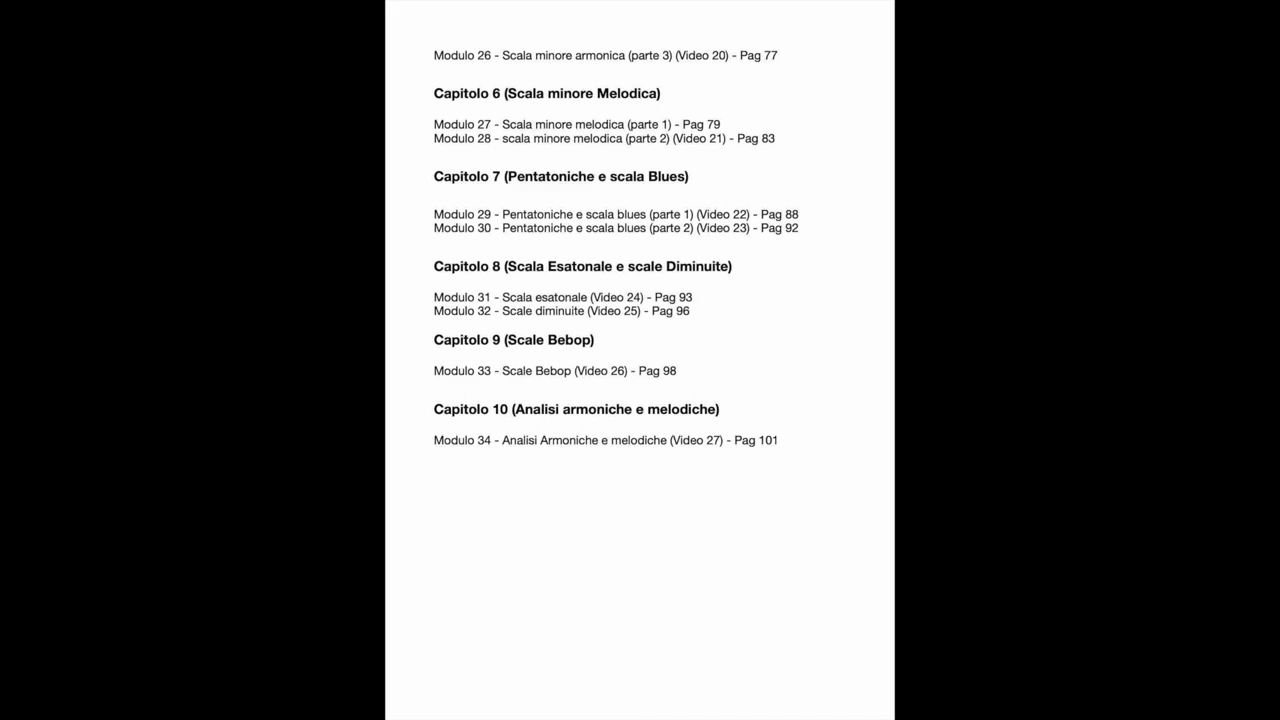 Modulo 26 - Scala minore armonica (parte 3) (Video 20) - Pag 77
Capitolo 6 (Scala minore Melodica)
Modulo 27 - Scala minore melodica (parte 1) - Pag 79
Modulo 28 - scala minore melodica (parte 2) (Video 21) - Pag 83
Capitolo 7 (Pentatoniche e scala Blues)
Modulo 29 - Pentatoniche e scala blues (parte 1) (Video 22) - Pag 88
Modulo 30 - Pentatoniche e scala blues (parte 2) (Video 23) - Pag 92
Capitolo 8 (Scala Esatonale e scale Diminuite)
Modulo 31 - Scala esatonale (Video 24) - Pag 93
Modulo 32 - Scale diminuite (Video 25) - Pag 96
Capitolo 9 (Scale Bebop)
Modulo 33 - Scale Bebop (Video 26) - Pag 98
Capitolo 10 (Analisi armoniche e melodiche)
Modulo 34 - Analisi Armoniche e melodiche (Video 27) - Pag 101